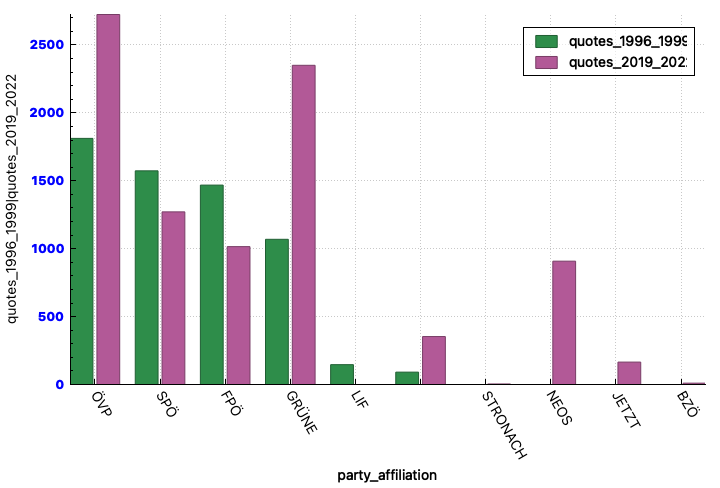 quotes_1996_1999
quotes_2019_202
quotes_1996_1999|quotes_2019_2022
2500
2000
1500
1000
500
0
ÖVP
SPÖ
FPÖ
GRÜNE
LIF
STRONACH
NEOS
JETZT
BZÖ
party_affiliation